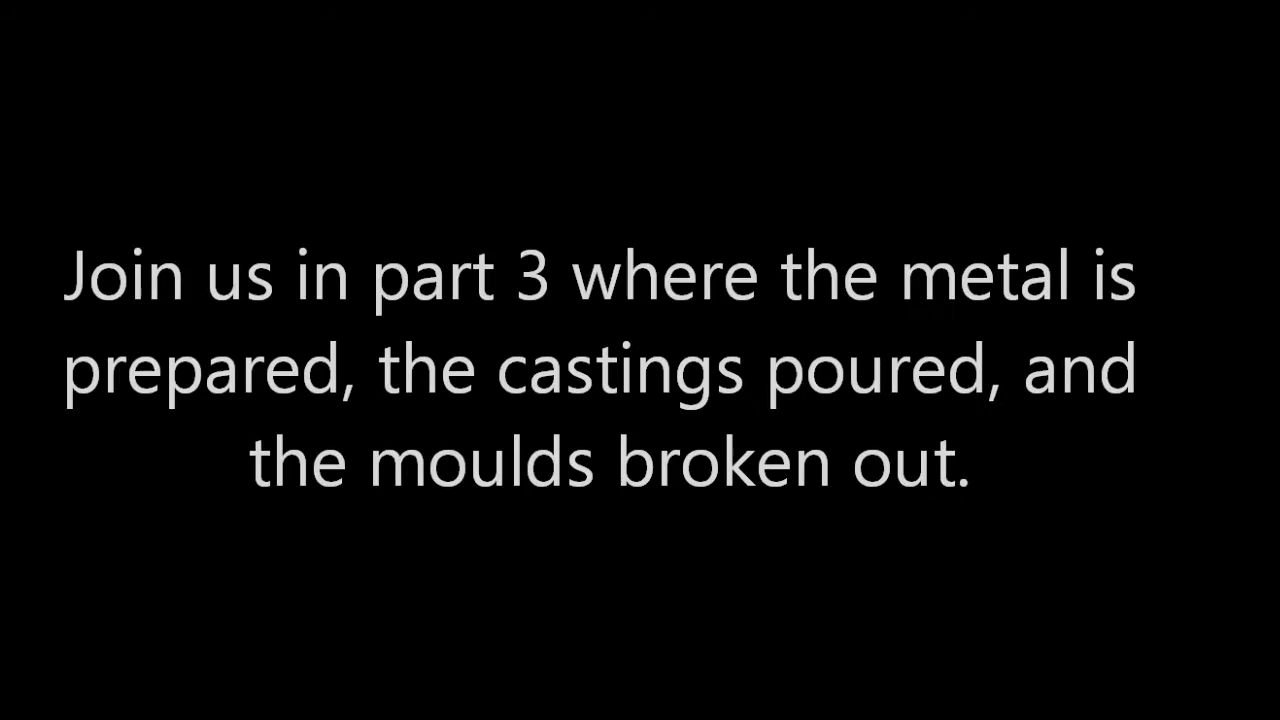 Join us in part 3 where the metal is
prepared, the castings poured, and
the moulds broken out.